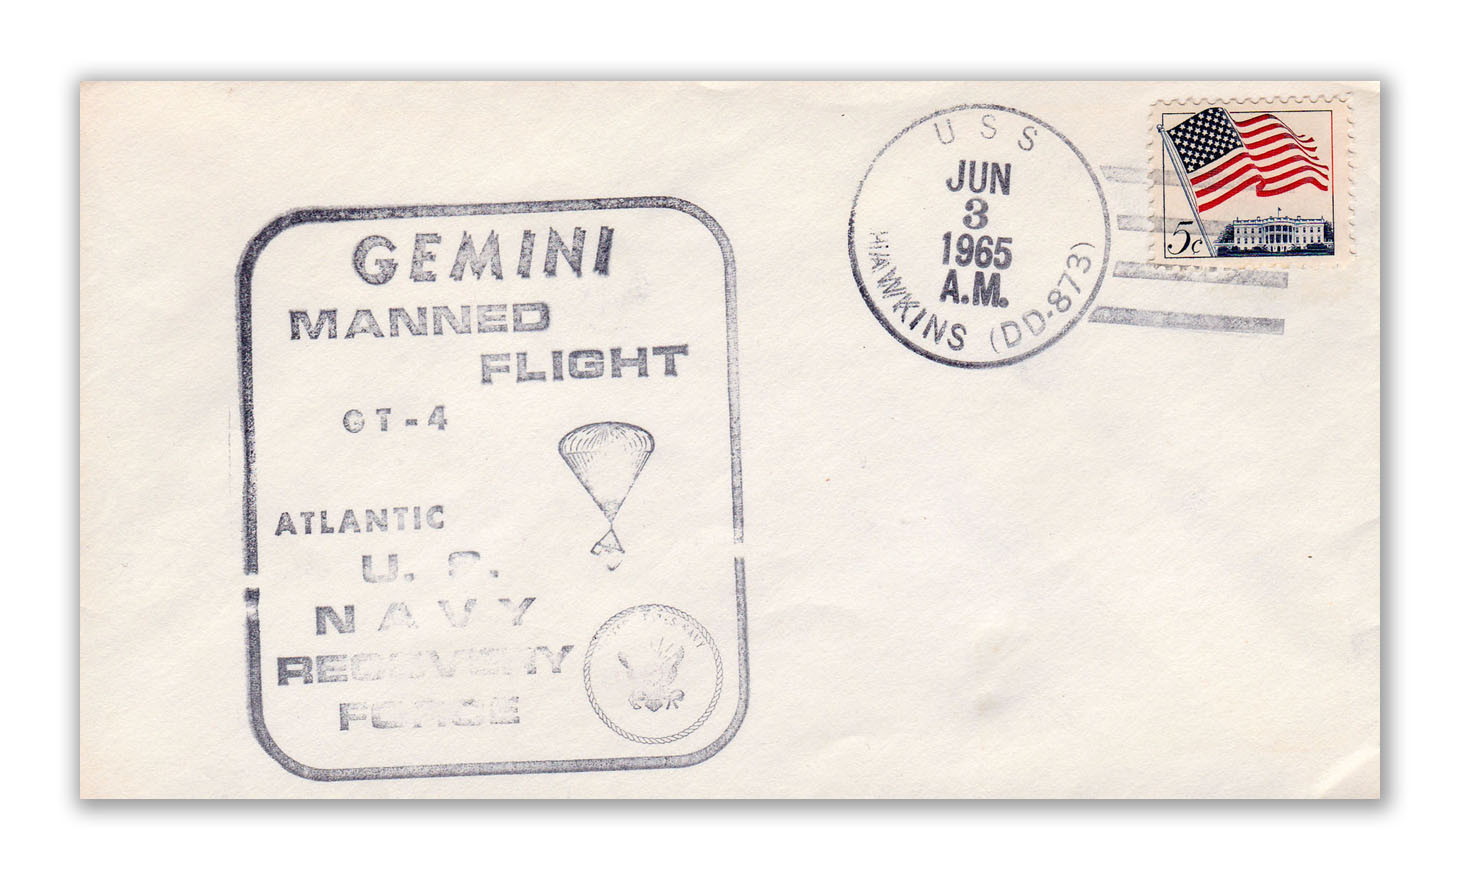 GEMINI
MANNED
FLIGHT
GT-4
ATLANTIC
U. S.
NAVY
RECOVERY
FORCE
USS
JUN
3
1965
A.M.
HAWKINS (DD-873)
5c